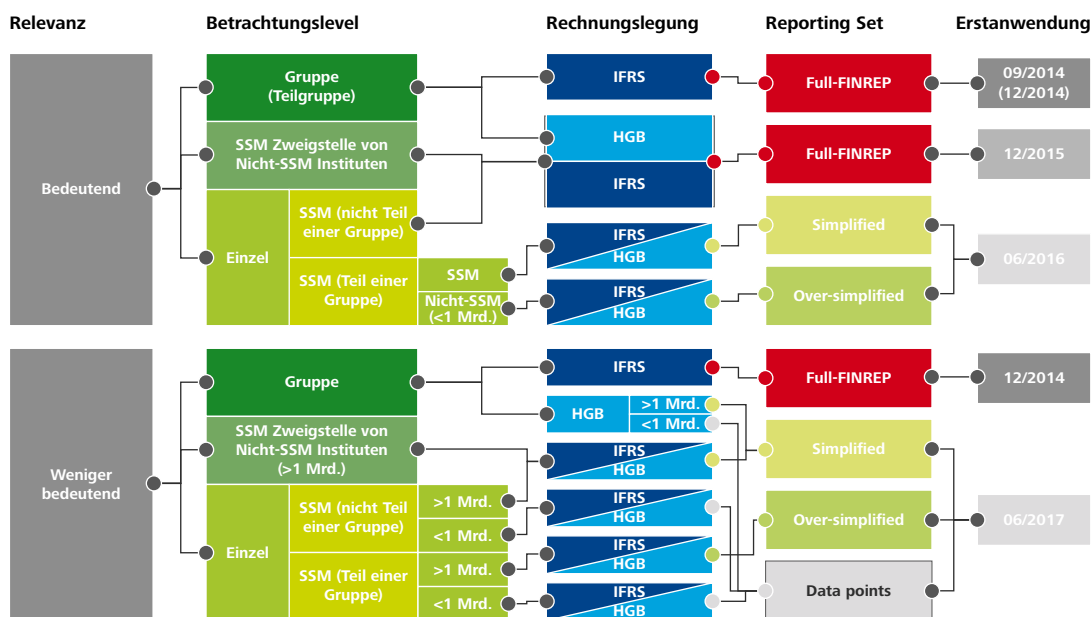 Relevanz
Betrachtungslevel
Rechnungslegung
Reporting Set
Erstanwendung
Bedeutend
Gruppe
(Teilgruppe)
IFRS
Full-FINREP
09/2014
(12/2014)
SSM Zweigstelle von
Nicht-SSM Instituten
HGB
IFRS
Full-FINREP
12/2015
Einzel
SSM (nicht Teil
einer Gruppe)
SSM (Teil einer
Gruppe)
SSM
Nicht-SSM
(<1 Mrd.)
IFRS
HGB
IFRS
HGB
Simplified
Over-simplified
06/2016
Weniger
bedeutend
Gruppe
IFRS
Full-FINREP
12/2014
HGB
>1 Mrd.
<1 Mrd.
SSM Zweigstelle von
Nicht-SSM Instituten
(>1 Mrd.)
IFRS
HGB
Simplified
Einzel
SSM (nicht Teil
einer Gruppe)
>1 Mrd.
<1 Mrd.
IFRS
HGB
SSM (Teil einer
Gruppe)
>1 Mrd.
<1 Mrd.
IFRS
HGB
IFRS
HGB
Over-simplified
Data points
06/2017